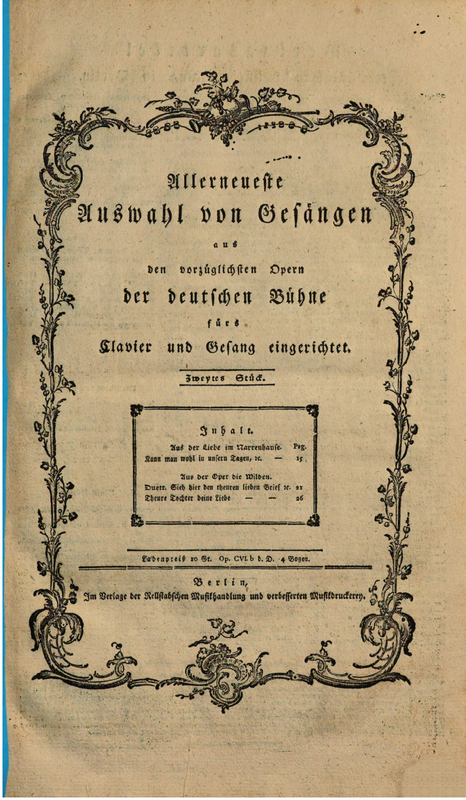 Allerneueste
Auswahl von Gesängen
aus
den vorzüglichsten Opern
der deutschen Bühne
fürs
Clavier und Gesang eingerichtet.
Zweytes Stück.
Inhalt.
Aus der Liebe im Narrenhause. Pag.
Kann man wohl in unsern Tagen, ꝛc. — 15
Aus der Oper die Wilden.
Duett. Sieh hier den theuren lieben Brief ꝛc. 21
Theure Tochter deine Liebe — — 26
Ladenpreis 10 Gr. Op. CVI. b b. D. 4 Bogen.
Berlin,
Im Verlage der Rellstabschen Musikhandlung und verbesserten Musikdruckerey.